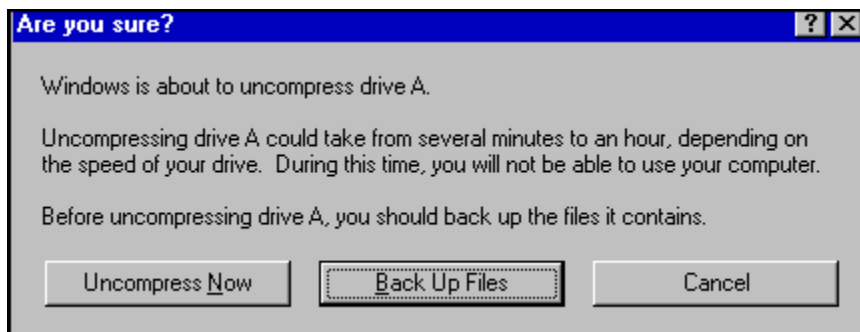 Are you sure?
Windows is about to uncompress drive A.
Uncompressing drive A could take from several minutes to an hour, depending on
the speed of your drive.  During this time, you will not be able to use your computer.
Before uncompressing drive A, you should back up the files it contains.
Uncompress Now
Back Up Files
Cancel